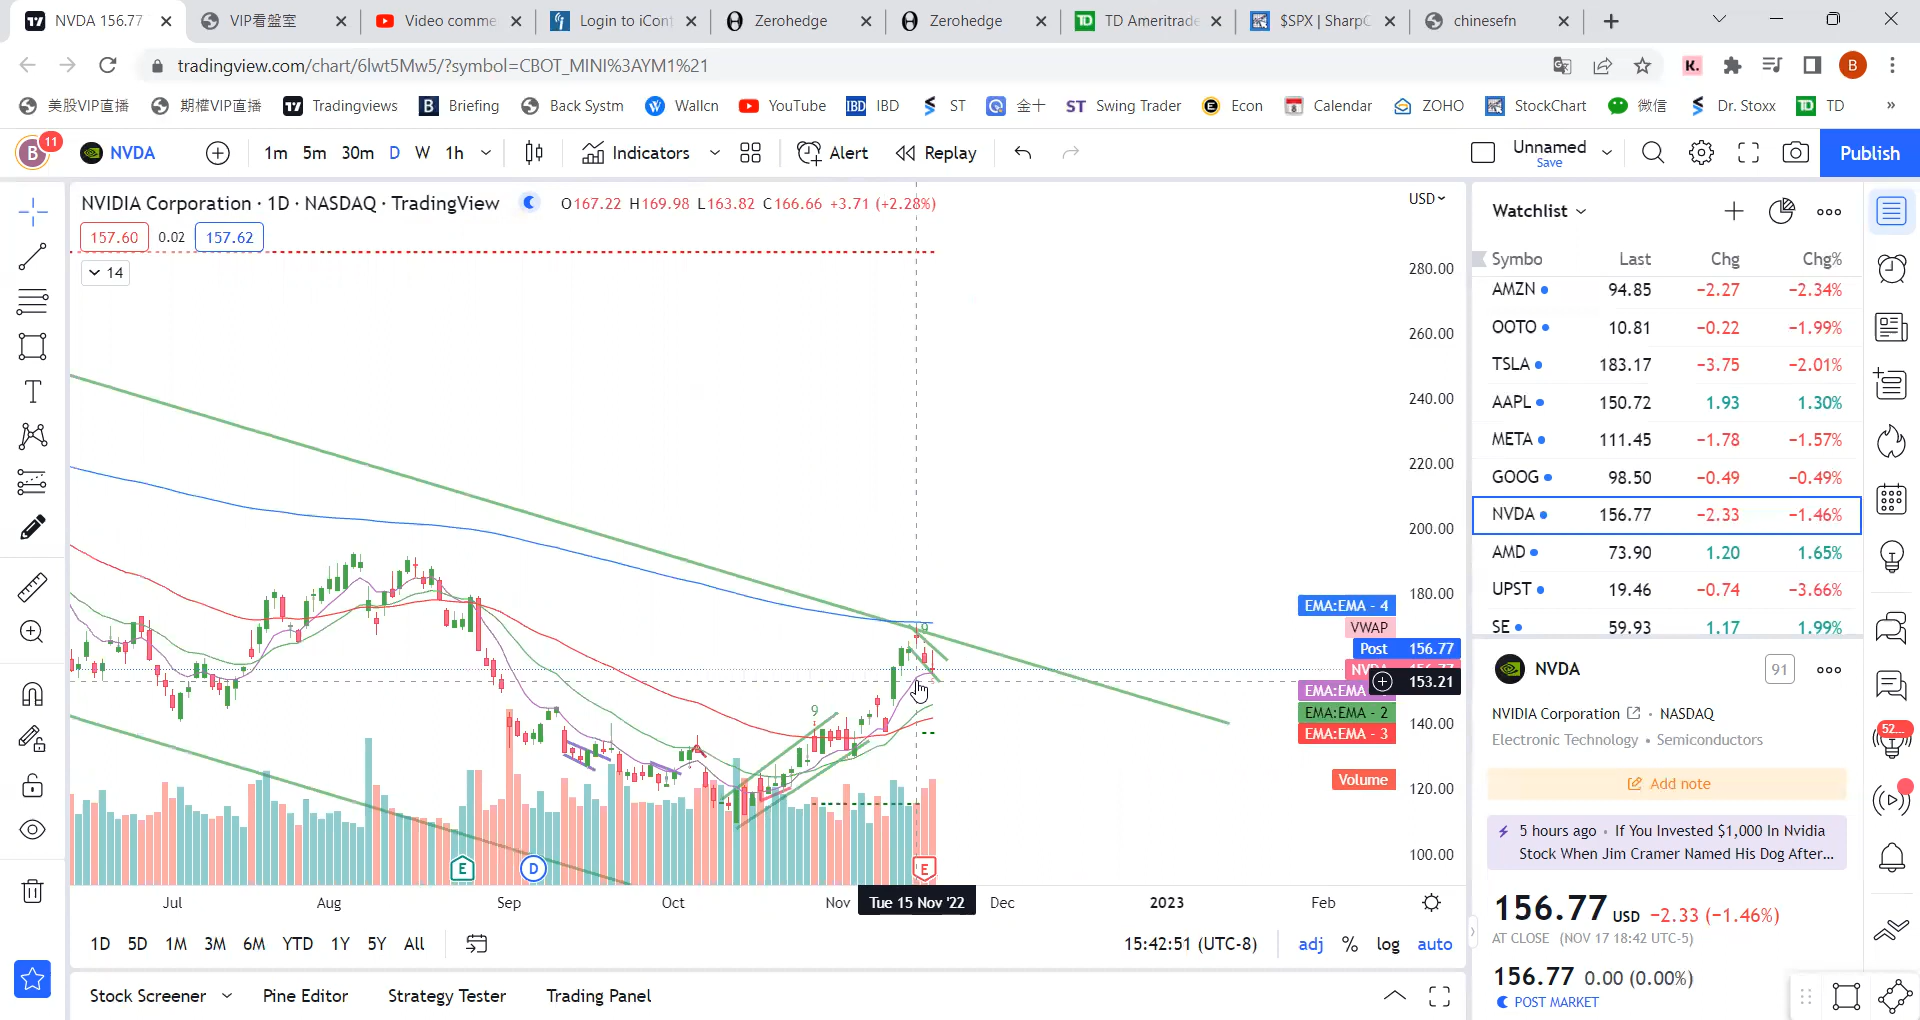 NVDA 156.77
VIP看盤室
Video comme
Login to iCont
Zerohedge
Zerohedge
TD Ameritrade
$SPX | SharpC
chinesefn
tradingview.com/chart/6lwt5Mw5/?symbol=CBOT_MINI%3AYM1%21
K.
B
美股VIP直播
期權VIP直播
Tradingviews
B Briefing
Back Systm
Wallcn
YouTube
IBD IBD
ST
金十
ST Swing Trader
Econ
Calendar
ZOHO
StockChart
微信
Dr. Stoxx
TD TD
»
B 11
NVDA
1m 5m 30m D W 1h
Indicators
Alert
Replay
Unnamed
Save
Publish
NVIDIA Corporation · 1D · NASDAQ · TradingView
O167.22 H169.98 L163.82 C166.66 +3.71 (+2.28%)
157.60 0.02 157.62
14
USD
280.00
260.00
240.00
220.00
200.00
180.00
140.00
120.00
100.00
EMA:EMA - 4
VWAP
Post 156.77
153.21
EMA:EMA
EMA:EMA - 2
EMA:EMA - 3
Volume
9
9
E
D
E
Jul Aug Sep Oct Nov Tue 15 Nov '22 Dec 2023 Feb
1D 5D 1M 3M 6M YTD 1Y 5Y All
15:42:51 (UTC-8) adj % log auto
Stock Screener
Pine Editor
Strategy Tester
Trading Panel
Watchlist
Symbo Last Chg Chg%
AMZN 94.85 −2.27 −2.34%
OOTO 10.81 −0.22 −1.99%
TSLA 183.17 −3.75 −2.01%
AAPL 150.72 1.93 1.30%
META 111.45 −1.78 −1.57%
GOOG 98.50 −0.49 −0.49%
NVDA 156.77 −2.33 −1.46%
AMD 73.90 1.20 1.65%
UPST 19.46 −0.74 −3.66%
SE 59.93 1.17 1.99%
NVDA
91
NVIDIA Corporation • NASDAQ
Electronic Technology • Semiconductors
Add note
5 hours ago • If You Invested $1,000 In Nvidia
Stock When Jim Cramer Named His Dog After...
156.77 USD −2.33 (−1.46%)
AT CLOSE (NOV 17 18:42 UTC-5)
156.77 0.00 (0.00%)
POST MARKET
52...